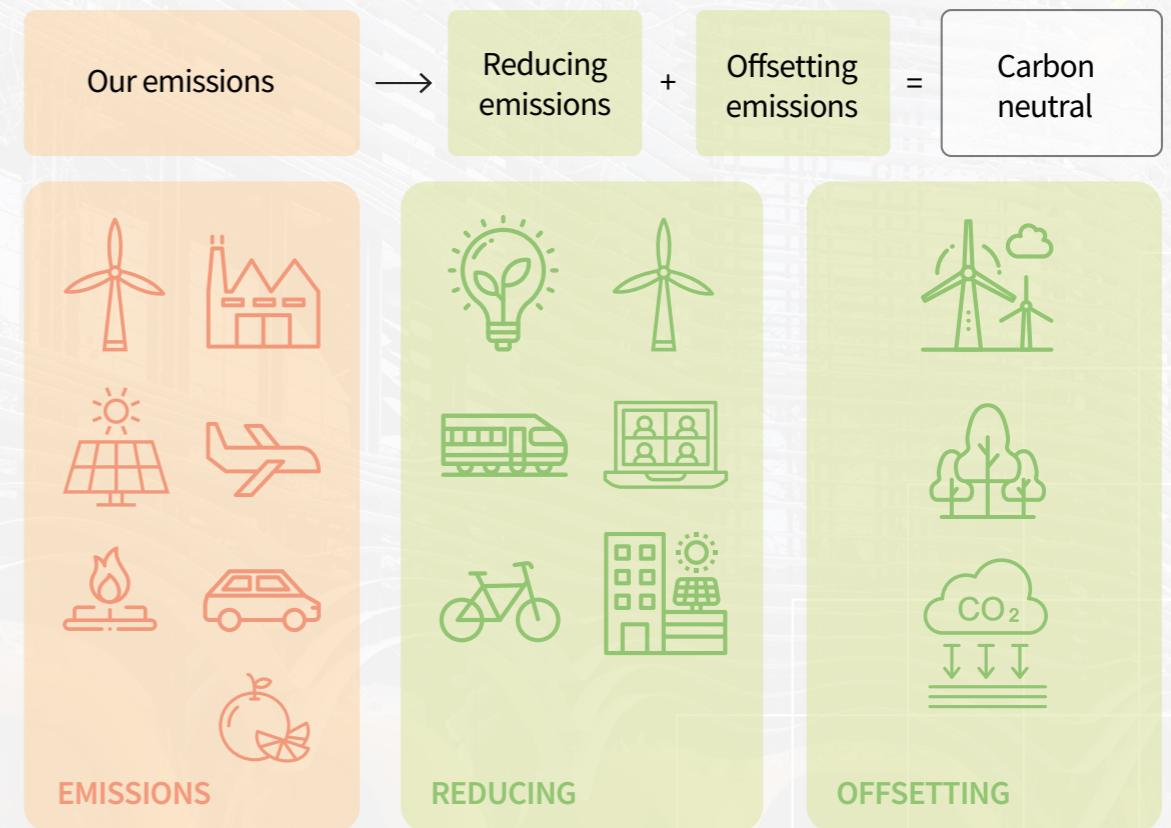 Our emissions
→
Reducing
emissions
+
Offsetting
emissions
=
Carbon
neutral
CO₂
EMISSIONS
REDUCING
OFFSETTING